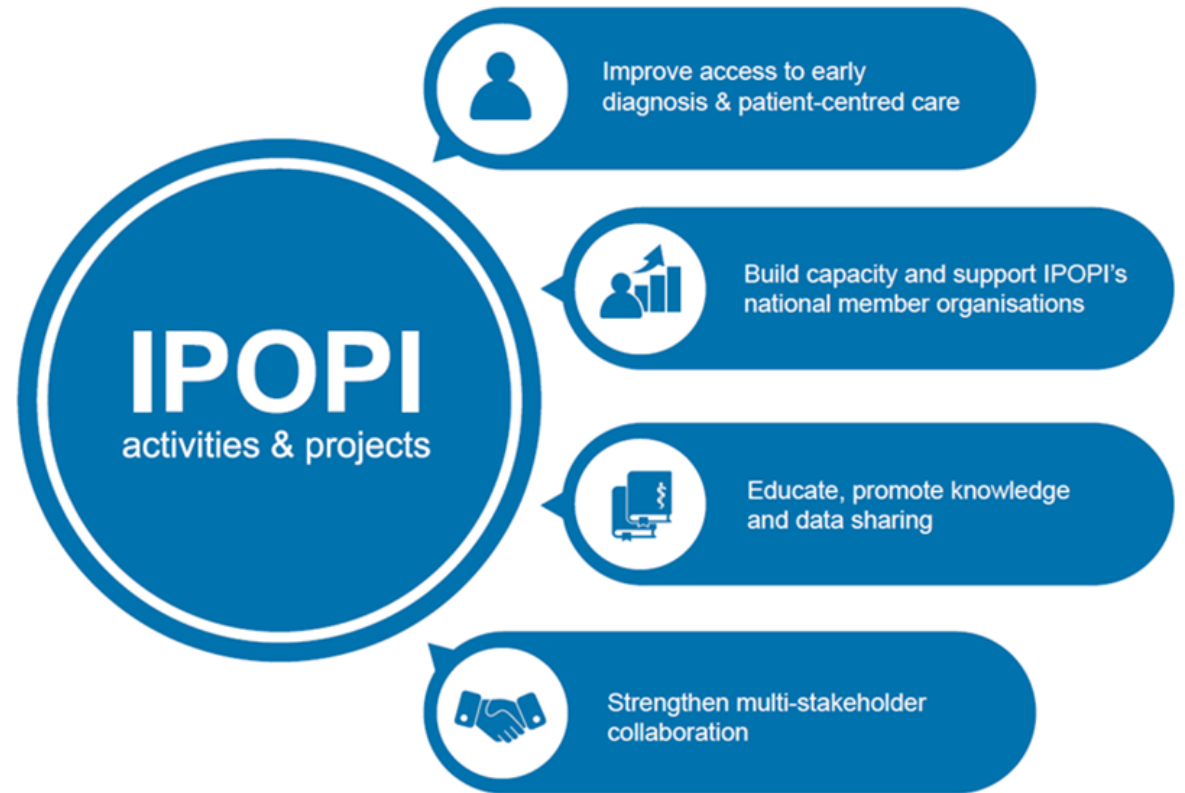 IPOPI
activities & projects
Improve access to early
diagnosis & patient-centred care
Build capacity and support IPOPI’s
national member organisations
Educate, promote knowledge
and data sharing
Strengthen multi-stakeholder
collaboration